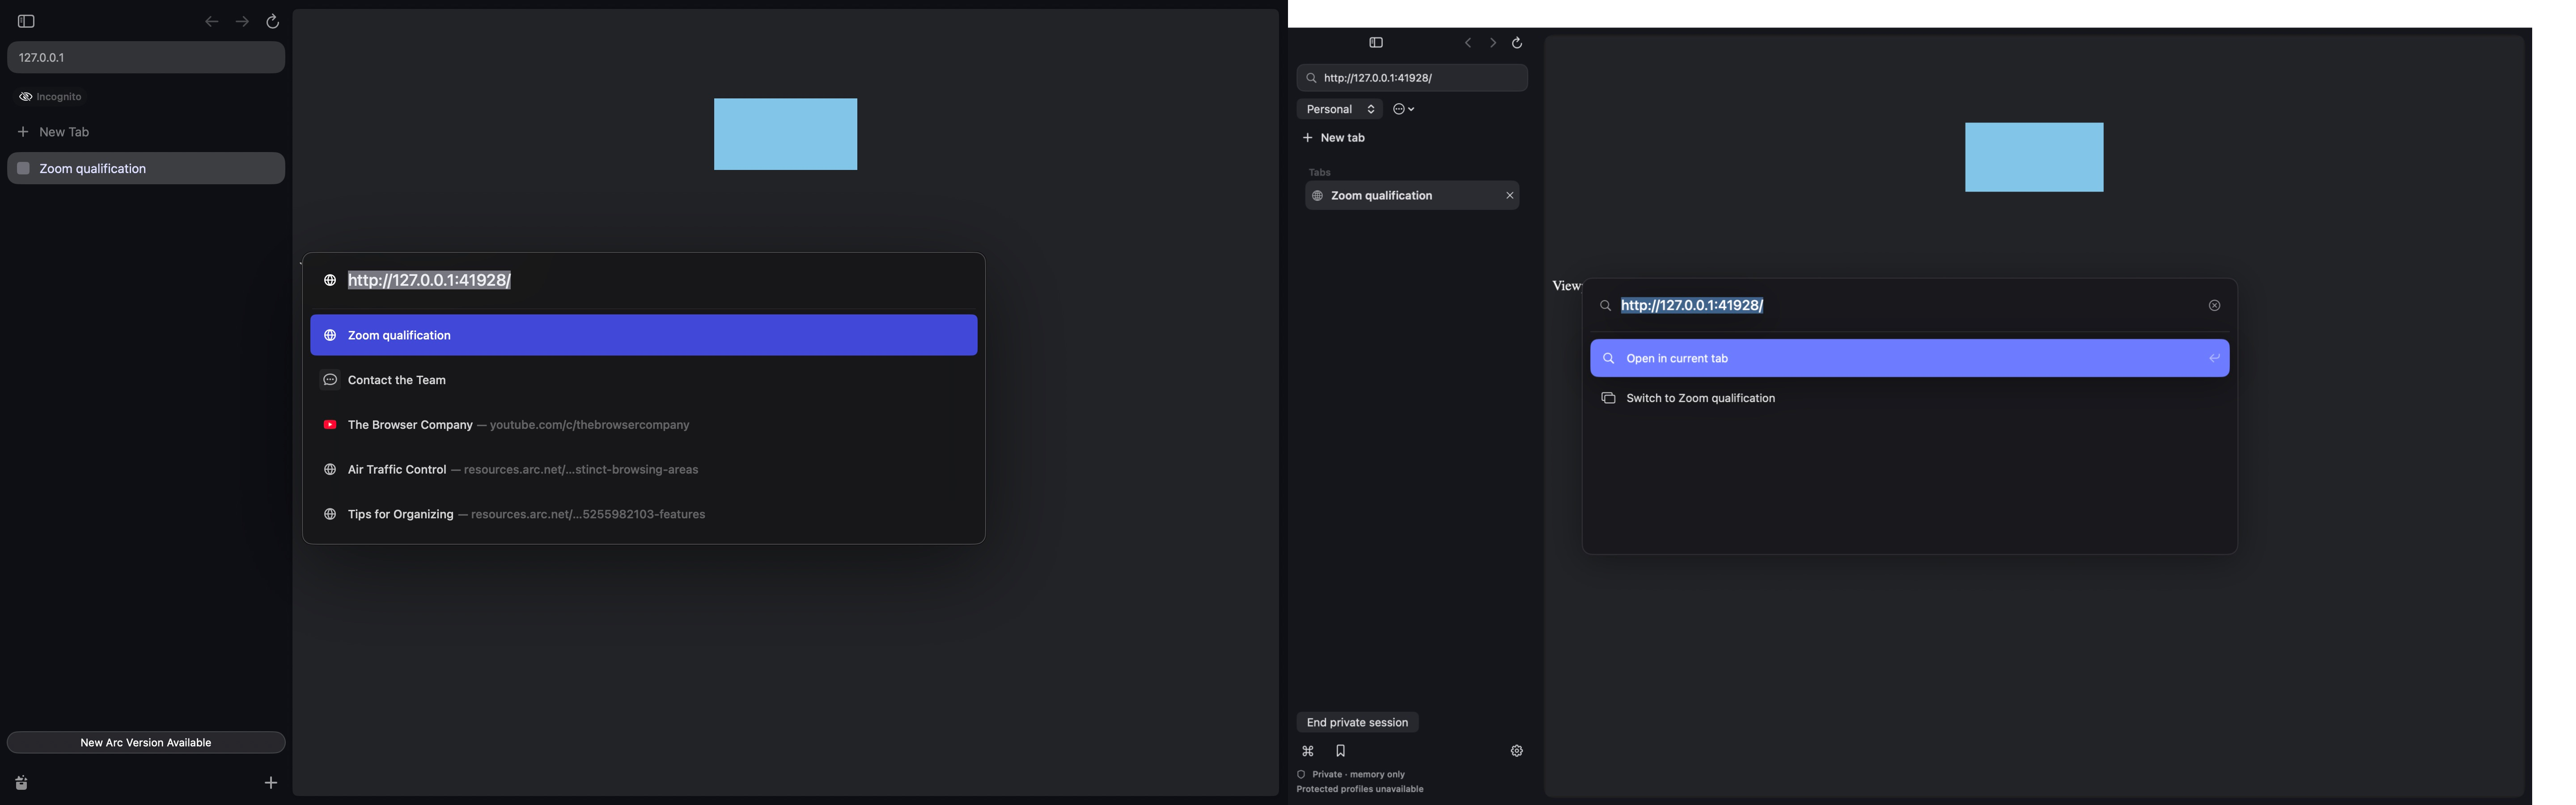 127.0.0.1
Incognito
New Tab
Zoom qualification
http://127.0.0.1:41928/
Zoom qualification
Contact the Team
The Browser Company — youtube.com/c/thebrowsercompany
Air Traffic Control — resources.arc.net/...stinct-browsing-areas
Tips for Organizing — resources.arc.net/...5255982103-features
New Arc Version Available
http://127.0.0.1:41928/
Personal
New tab
Tabs
Zoom qualification
View
http://127.0.0.1:41928/
Open in current tab
Switch to Zoom qualification
End private session
Private · memory only
Protected profiles unavailable